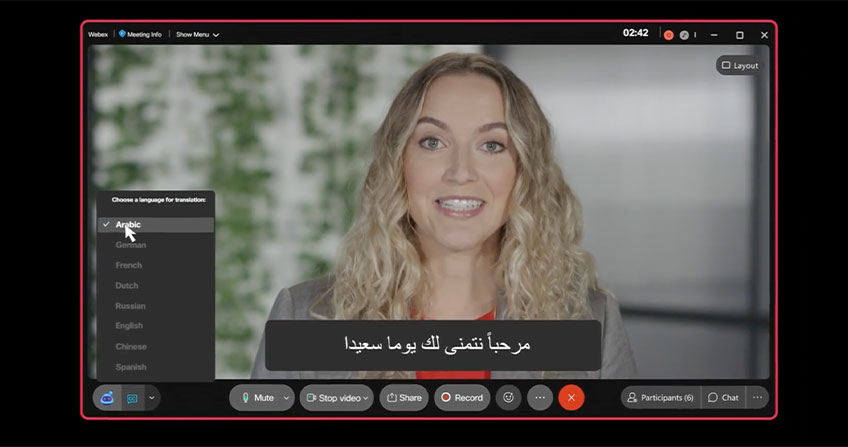 Webex
Meeting Info
Show Menu
02:42
Layout
Choose a language for translation:
Arabic
German
French
Dutch
Russian
English
Chinese
Spanish
مرحباً نتمنى لك يوما سعيدا
CC
Mute
Stop video
Share
Record
Participants (6)
Chat